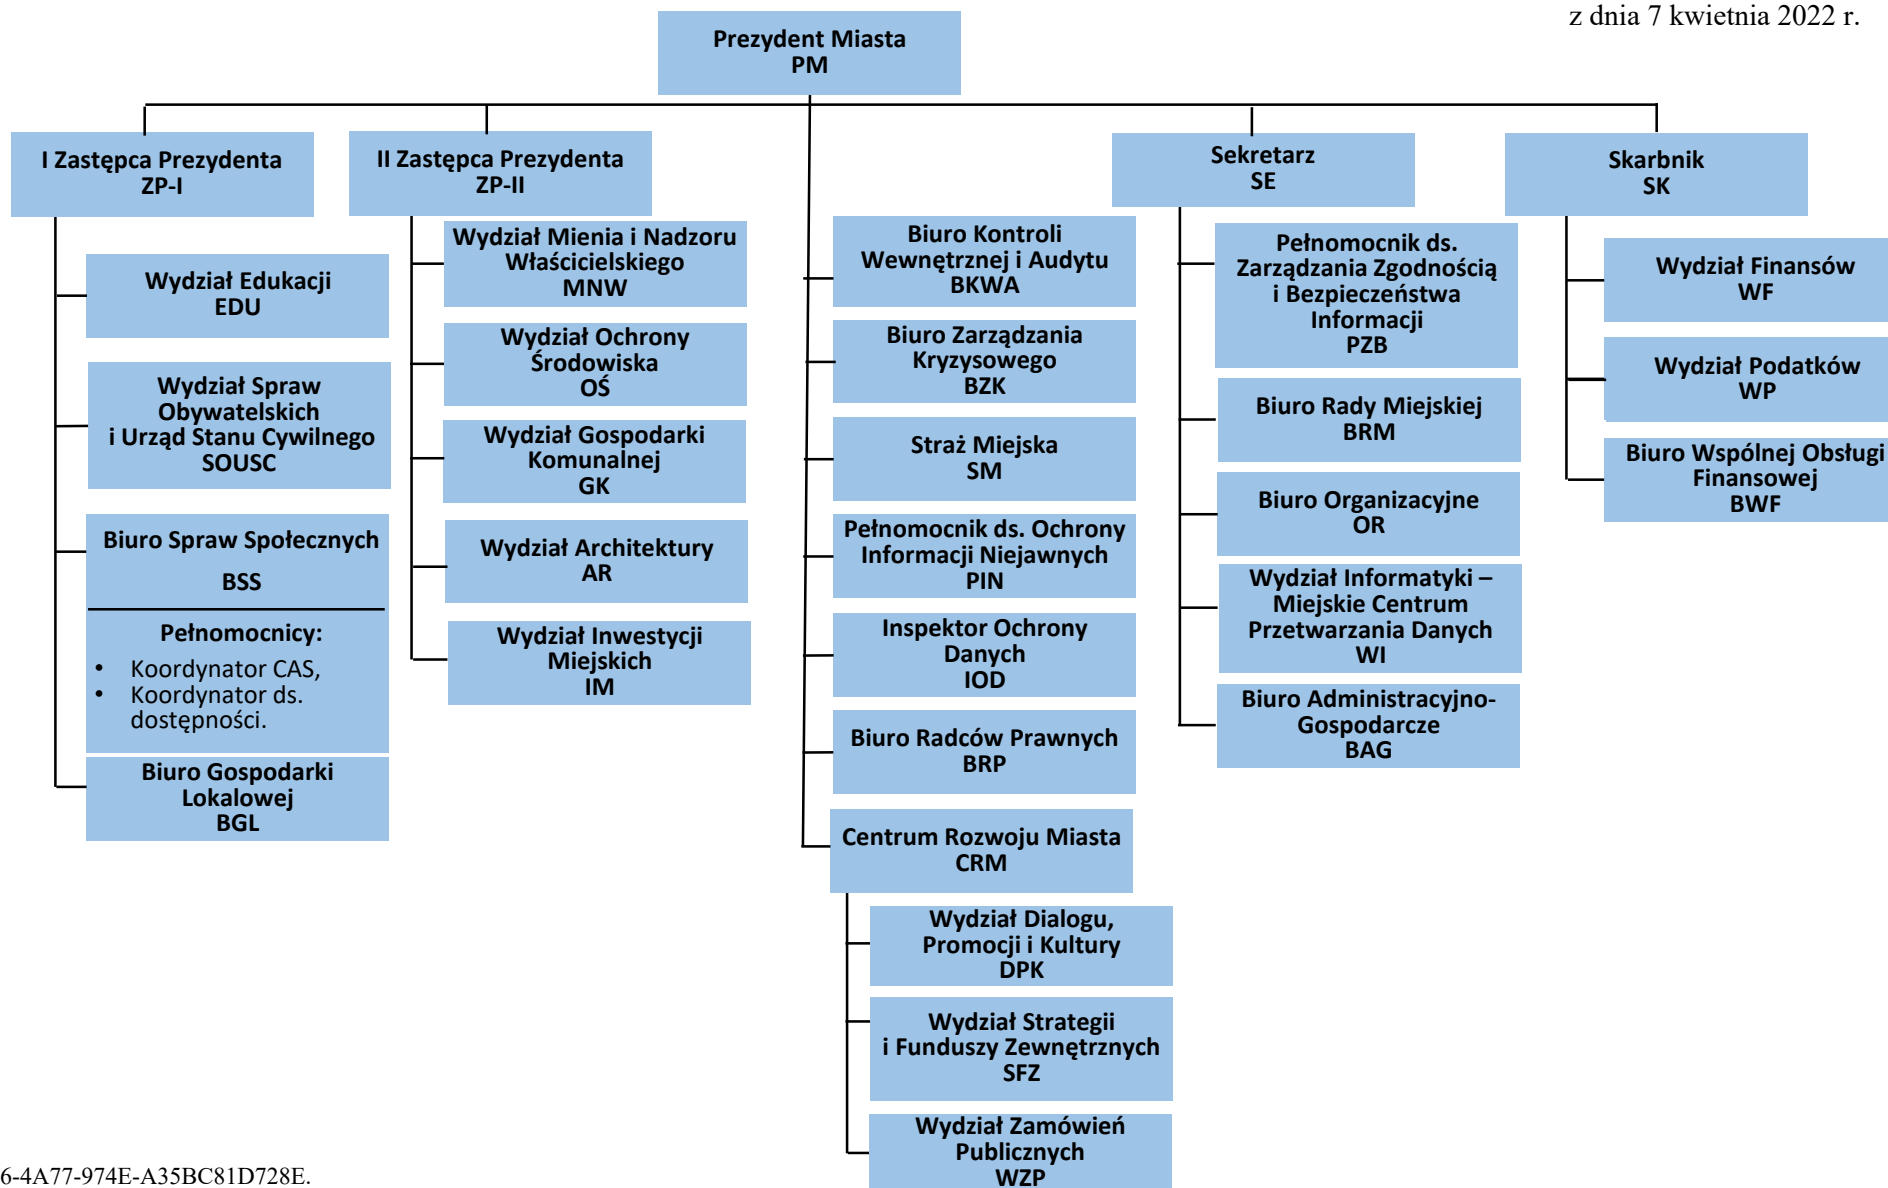 z dnia 7 kwietnia 2022 r.
Prezydent Miasta
PM
I Zastępca Prezydenta
ZP-I
II Zastępca Prezydenta
ZP-II
Sekretarz
SE
Skarbnik
SK
Wydział Edukacji
EDU
Wydział Spraw
Obywatelskich
i Urząd Stanu Cywilnego
SOUSC
Biuro Spraw Społecznych
BSS
Pełnomocnicy:
• Koordynator CAS,
• Koordynator ds.
dostępności.
Biuro Gospodarki
Lokalowej
BGL
Wydział Mienia i Nadzoru
Właścicielskiego
MNW
Wydział Ochrony
Środowiska
OŚ
Wydział Gospodarki
Komunalnej
GK
Wydział Architektury
AR
Wydział Inwestycji
Miejskich
IM
Biuro Kontroli
Wewnętrznej i Audytu
BKWA
Biuro Zarządzania
Kryzysowego
BZK
Straż Miejska
SM
Pełnomocnik ds. Ochrony
Informacji Niejawnych
PIN
Inspektor Ochrony
Danych
IOD
Biuro Radców Prawnych
BRP
Centrum Rozwoju Miasta
CRM
Wydział Dialogu,
Promocji i Kultury
DPK
Wydział Strategii
i Funduszy Zewnętrznych
SFZ
Wydział Zamówień
Publicznych
WZP
Pełnomocnik ds.
Zarządzania Zgodnością
i Bezpieczeństwa
Informacji
PZB
Biuro Rady Miejskiej
BRM
Biuro Organizacyjne
OR
Wydział Informatyki –
Miejskie Centrum
Przetwarzania Danych
WI
Biuro Administracyjno-
Gospodarcze
BAG
Wydział Finansów
WF
Wydział Podatków
WP
Biuro Wspólnej Obsługi
Finansowej
BWF
6-4A77-974E-A35BC81D728E.